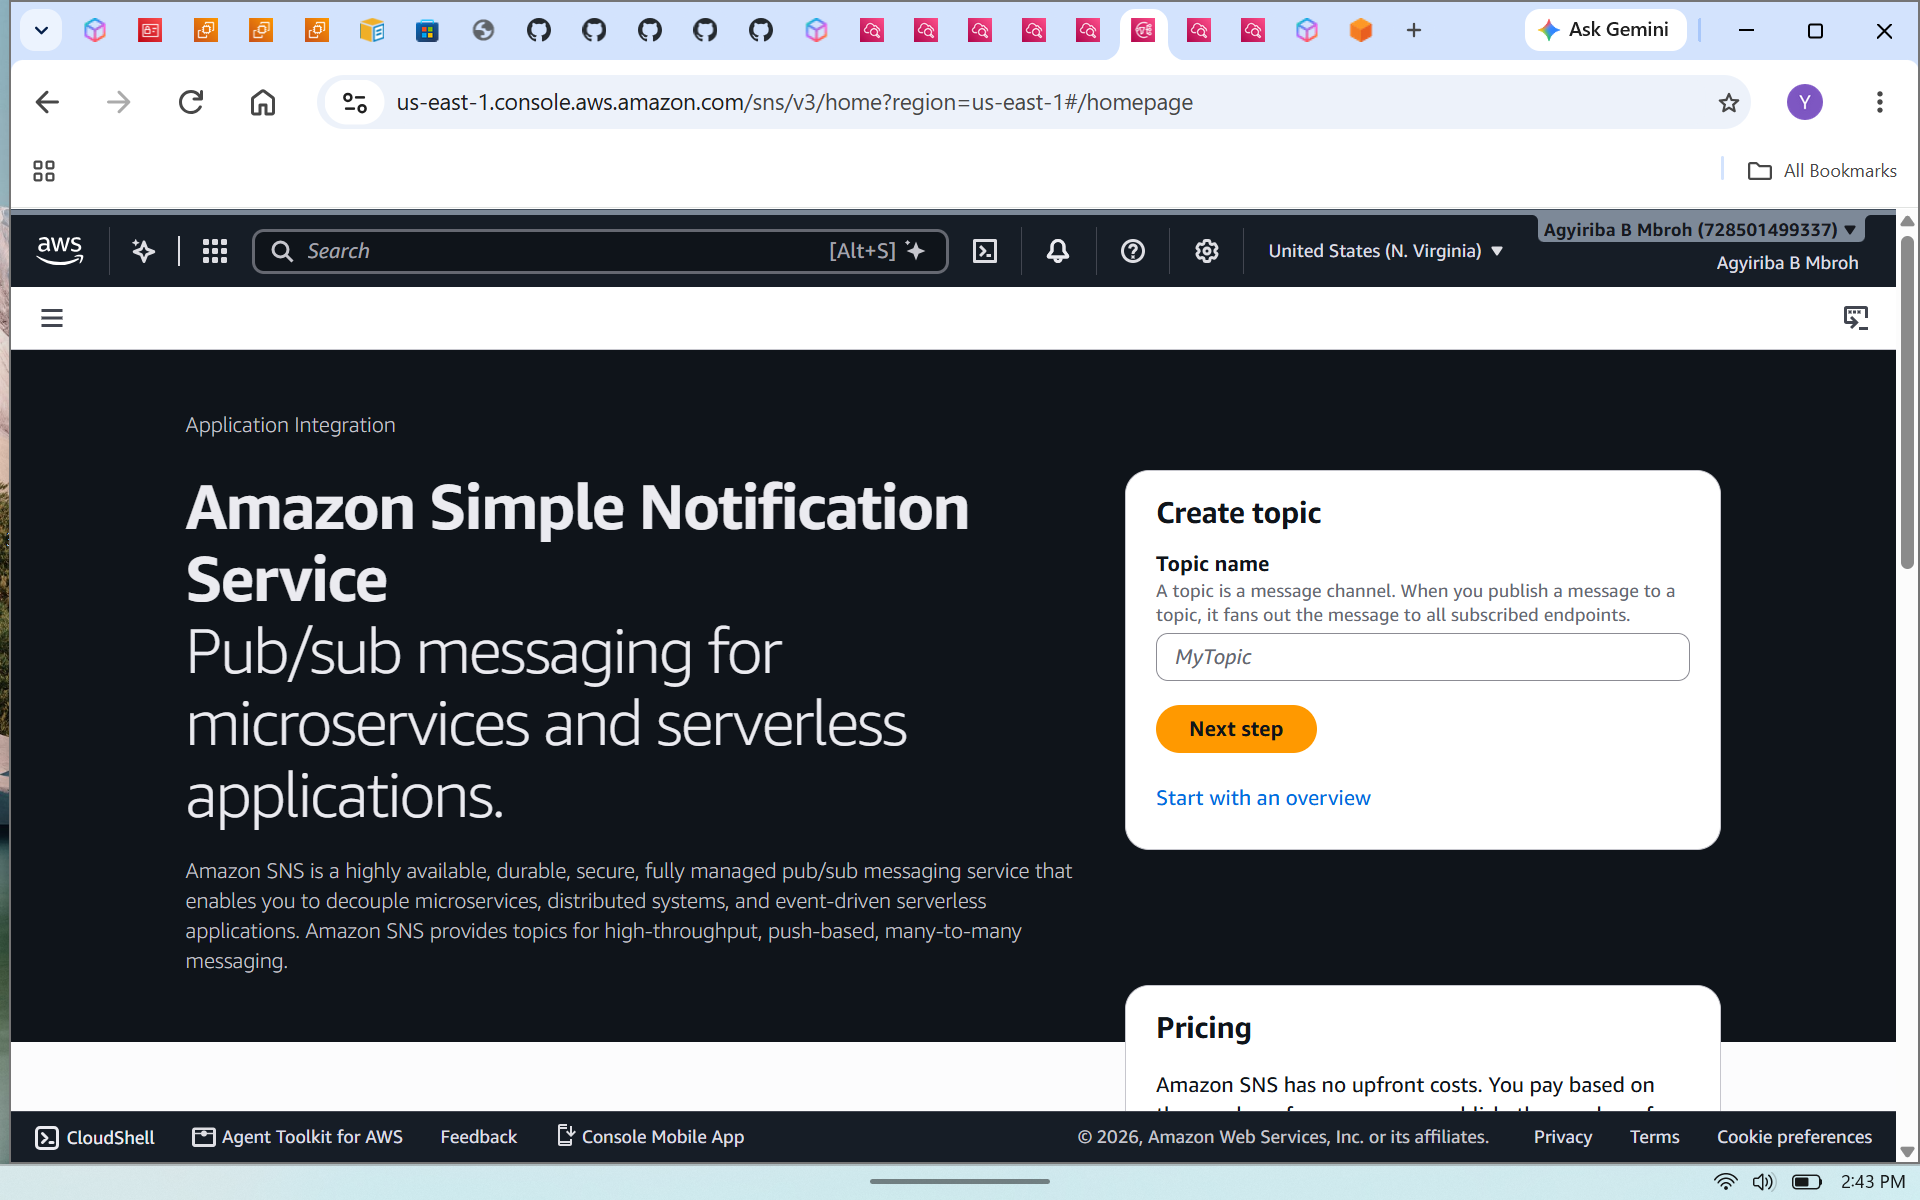 Ask Gemini
us-east-1.console.aws.amazon.com/sns/v3/home?region=us-east-1#/homepage
Y
All Bookmarks
aws
Search
[Alt+S]
United States (N. Virginia)
Agyiriba B Mbroh (728501499337)
Agyiriba B Mbroh
Application Integration
Amazon Simple Notification
Service
Pub/sub messaging for
microservices and serverless
applications.
Amazon SNS is a highly available, durable, secure, fully managed pub/sub messaging service that
enables you to decouple microservices, distributed systems, and event-driven serverless
applications. Amazon SNS provides topics for high-throughput, push-based, many-to-many
messaging.
Create topic
Topic name
A topic is a message channel. When you publish a message to a
topic, it fans out the message to all subscribed endpoints.
MyTopic
Next step
Start with an overview
Pricing
Amazon SNS has no upfront costs. You pay based on
CloudShell
Agent Toolkit for AWS
Feedback
Console Mobile App
© 2026, Amazon Web Services, Inc. or its affiliates.
Privacy
Terms
Cookie preferences
2:43 PM